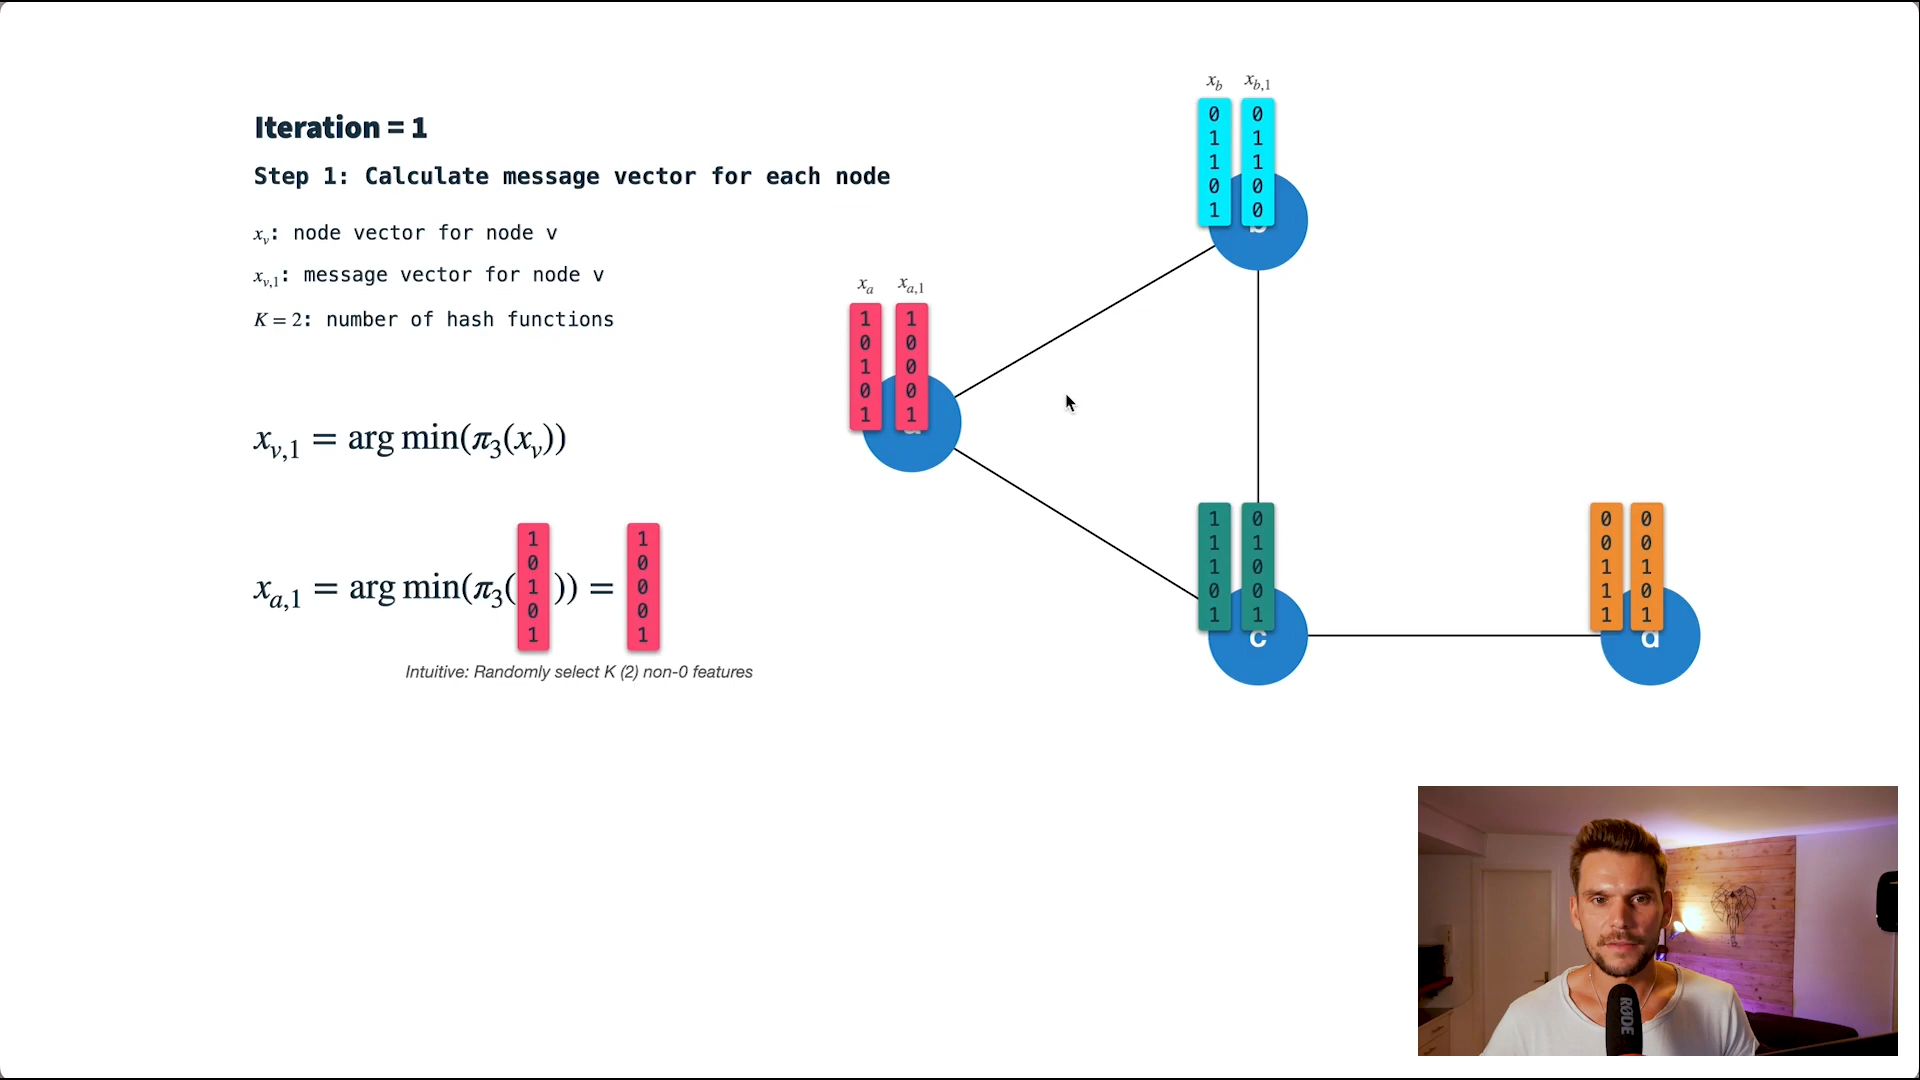 Iteration = 1
Step 1: Calculate message vector for each node
xᵥ: node vector for node v
xᵥ,₁: message vector for node v
K = 2: number of hash functions
xᵥ,₁ = arg min(π₃(xᵥ))
xₐ,₁ = arg min(π₃( 1 0 1 0 1 )) = 1 0 0 0 1
Intuitive: Randomly select K (2) non-0 features
x_b x_b,1
0 0
1 1
1 1
0 0
1 0
b
xₐ xₐ,₁
1 1
0 0
1 0
0 0
1 1
1 0
1 1
1 0
0 0
1 1
c
0 0
0 0
1 1
1 0
1 1
d
RØDE